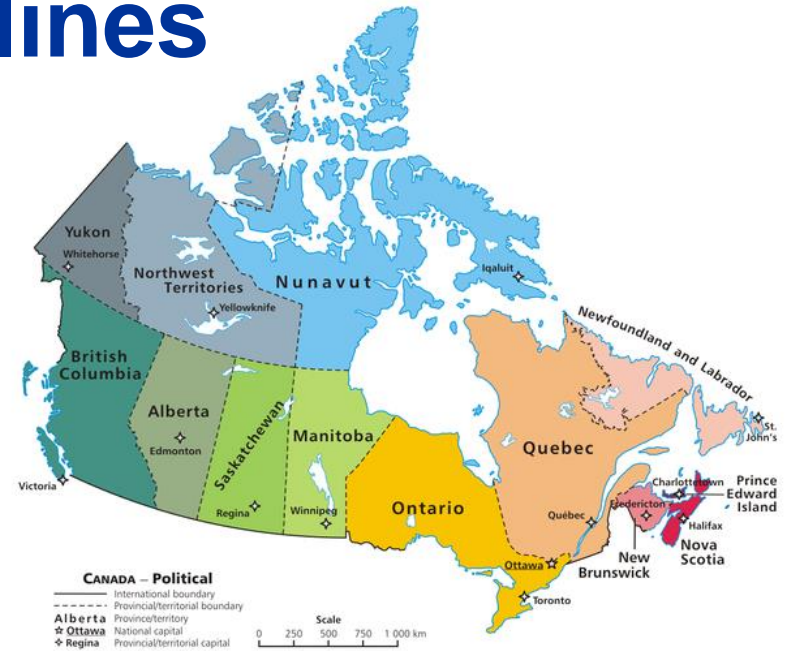 lines
Yukon
Whitehorse
Northwest
Territories
Yellowknife
Nunavut
Iqaluit
British
Columbia
Victoria
Alberta
Edmonton
Saskatchewan
Regina
Manitoba
Winnipeg
Ontario
Ottawa
Toronto
Quebec
Québec
Newfoundland and Labrador
St.
John's
Charlottetown
Prince
Edward
Island
Fredericton
Halifax
New
Brunswick
Nova
Scotia
CANADA – Political
International boundary
Provincial/territorial boundary
Alberta Province/territory
Ottawa National capital
Regina Provincial/territorial capital
Scale
0 250 500 750 1 000 km